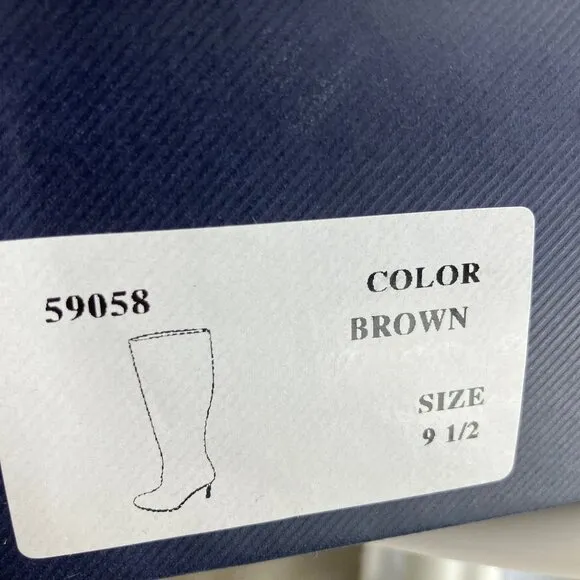 59058
COLOR
BROWN
SIZE
9 1/2